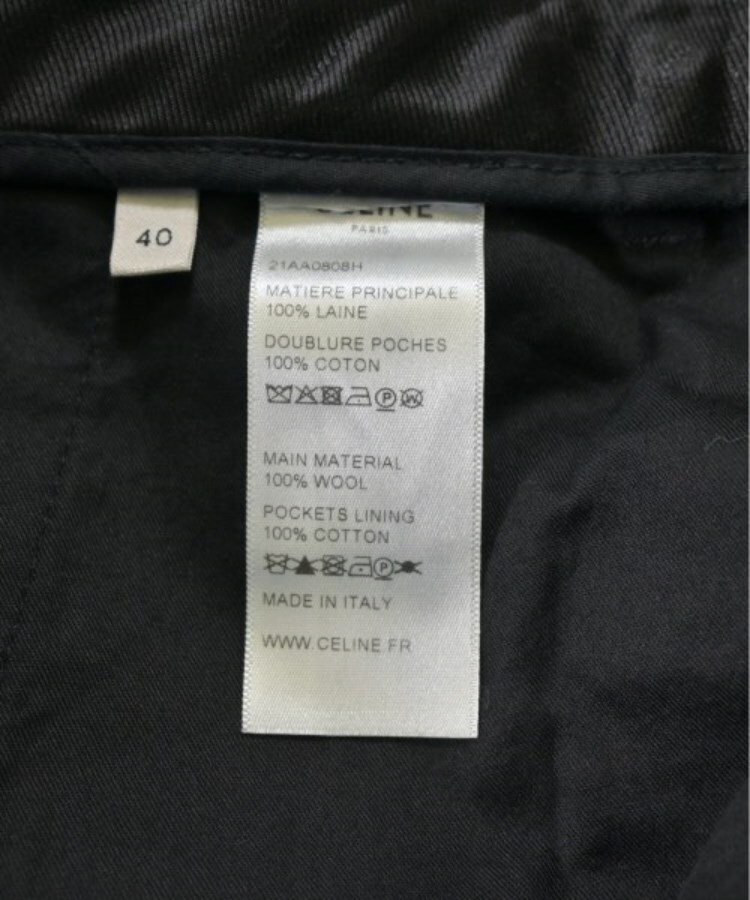 40
CELINE
PARIS
21AA0808H
MATIERE PRINCIPALE
100% LAINE
DOUBLURE POCHES
100% COTON
MAIN MATERIAL
100% WOOL
POCKETS LINING
100% COTTON
MADE IN ITALY
WWW.CELINE.FR